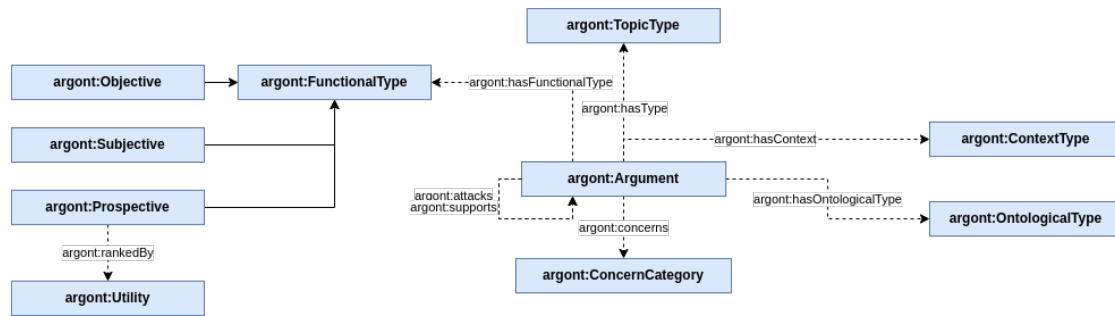 argont:TopicType
argont:Objective
argont:FunctionalType
argont:hasFunctionalType
argont:hasType
argont:Subjective
argont:hasContext
argont:ContextType
argont:Argument
argont:attacks
argont:supports
argont:hasOntologicalType
argont:Prospective
argont:OntologicalType
argont:concerns
argont:rankedBy
argont:ConcernCategory
argont:Utility